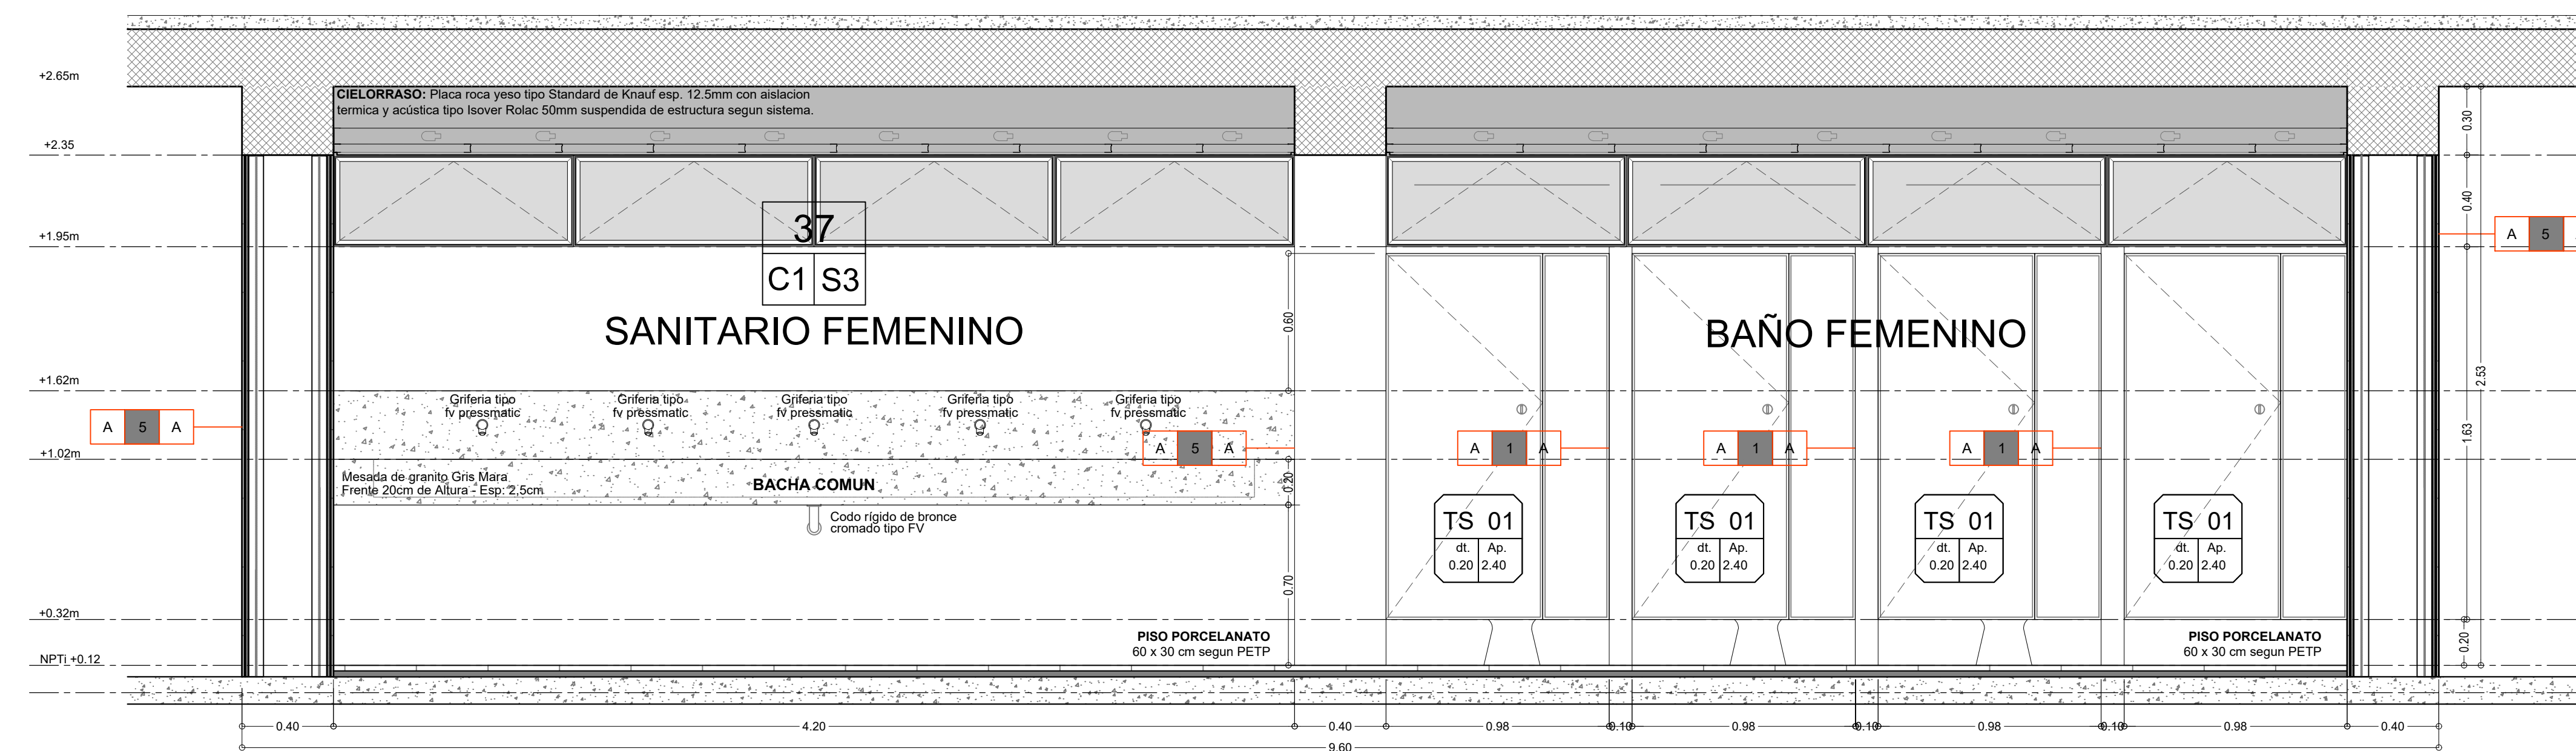 +2.65m
CIELORRASO: Placa roca yeso tipo Standard de Knauf esp. 12.5mm con aislacion
termica y acústica tipo Isover Rolac 50mm suspendida de estructura segun sistema.
0.30
+2.35
0.40
+1.95m
37
C1 S3
A 5
SANITARIO FEMENINO
BAÑO FEMENINO
0.60
2.53
+1.62m
Griferia tipo
fv pressmatic
Griferia tipo
fv pressmatic
Griferia tipo
fv pressmatic
Griferia tipo
fv pressmatic
Griferia tipo
fv pressmatic
A 5 A
A 5 A
A 1 A
A 1 A
A 1 A
1.63
+1.02m
Mesada de granito Gris Mara
Frente 20cm de Altura - Esp: 2,5cm
BACHA COMUN
0.20
Codo rígido de bronce
cromado tipo FV
TS 01
dt. Ap.
0.20 2.40
TS 01
dt. Ap.
0.20 2.40
TS 01
dt. Ap.
0.20 2.40
TS 01
dt. Ap.
0.20 2.40
0.70
+0.32m
PISO PORCELANATO
60 x 30 cm segun PETP
PISO PORCELANATO
60 x 30 cm segun PETP
0.20
NPTi +0.12
0.40 4.20 0.40 0.98 0.10 0.98 0.10 0.98 0.10 0.98 0.40
9.60